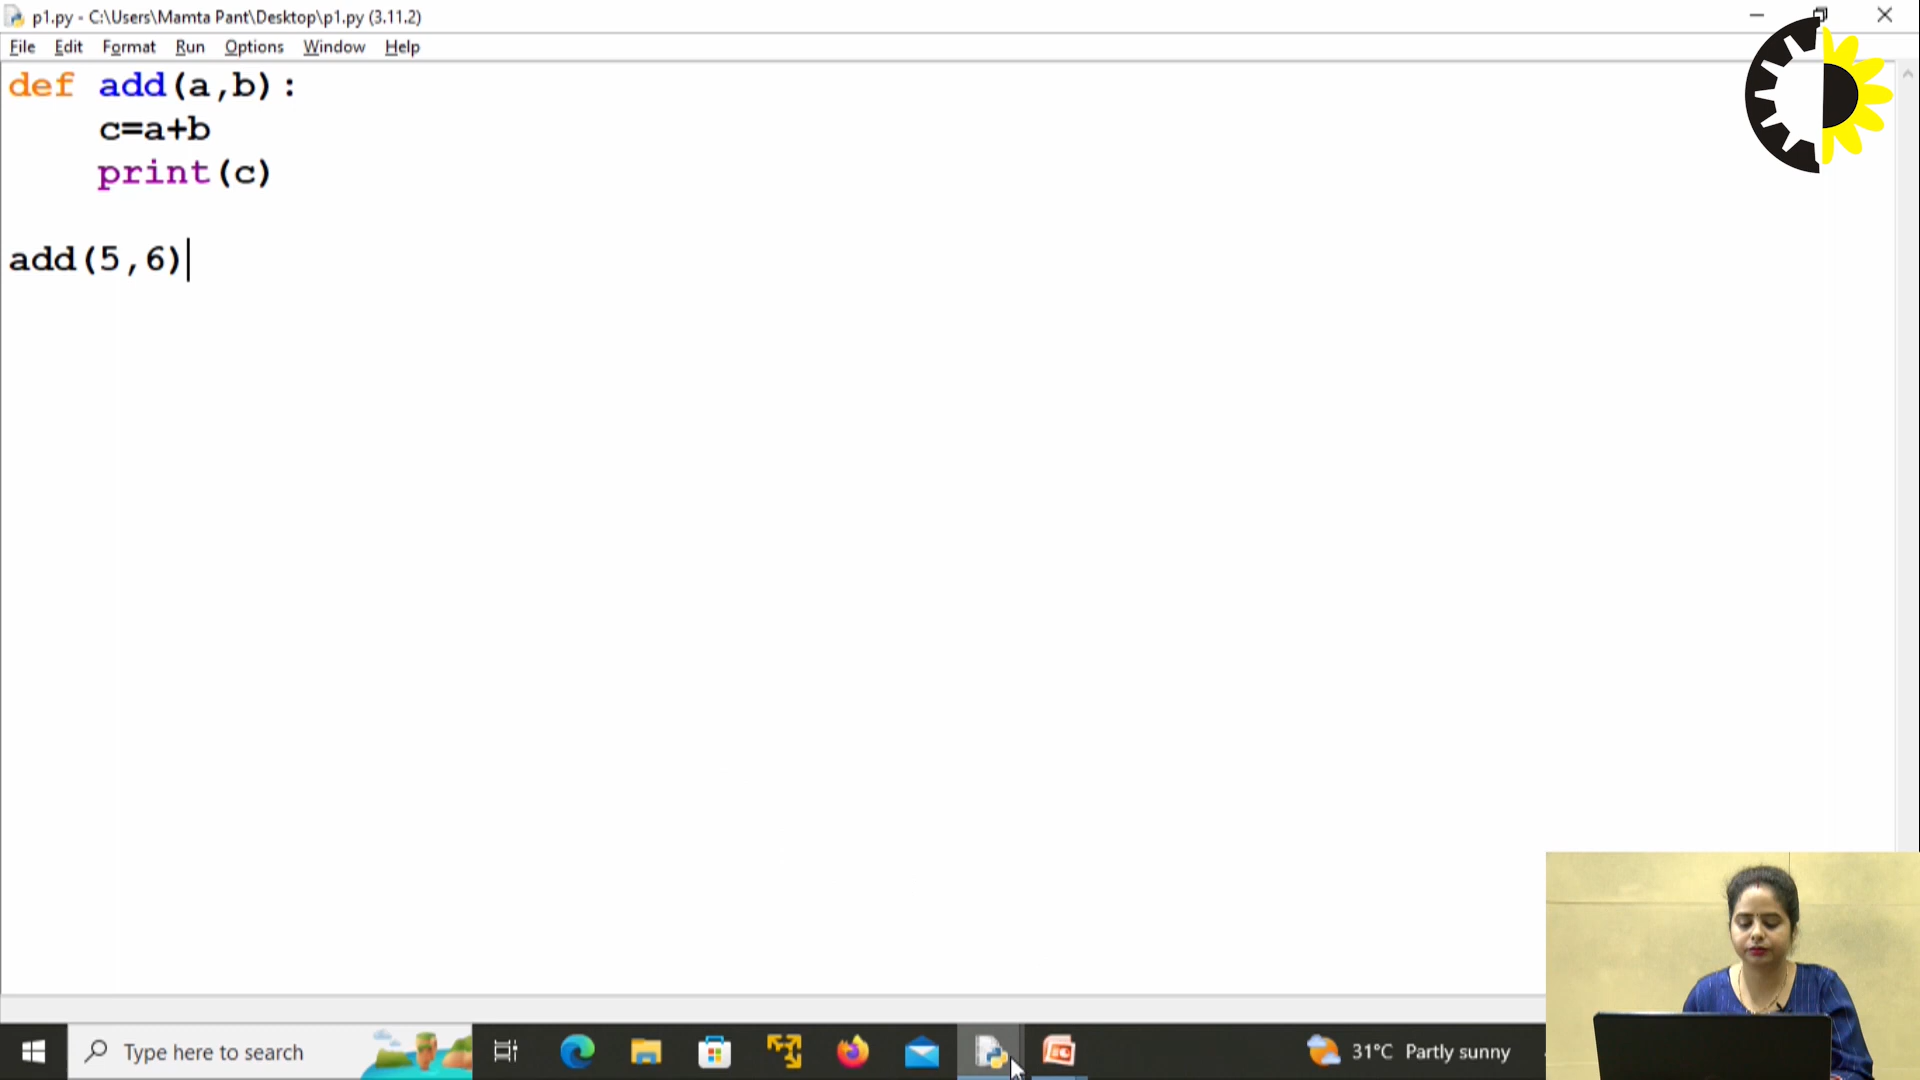 p1.py - C:\Users\Mamta Pant\Desktop\p1.py (3.11.2)
File Edit Format Run Options Window Help
def add(a,b):
    c=a+b
    print(c)

add(5,6)
Type here to search
31°C Partly sunny